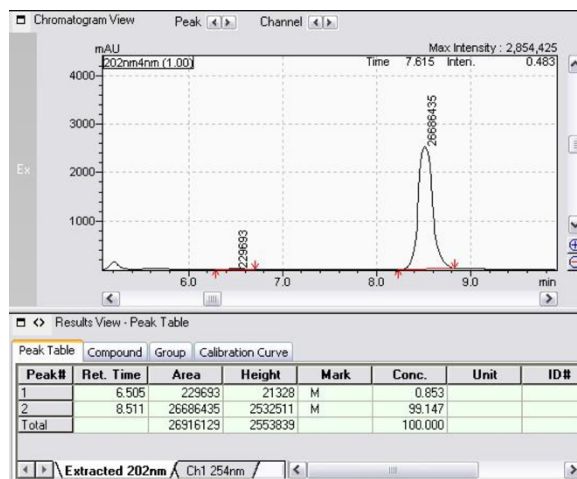 Chromatogram View Peak Channel
mAU
Max Intensity : 2,854,425
202nm4nm (1.00) Time 7.615 Inten. 0.483
4000
3000
2000
1000
Ex
229693
26686435
6.0 7.0 8.0 9.0 min
Results View - Peak Table
Peak Table Compound Group Calibration Curve
Peak# Ret. Time Area Height Mark Conc. Unit ID#
1 6.505 229693 21328 M 0.853
2 8.511 26686435 2532511 M 99.147
Total 26916129 2553839 100.000
Extracted 202nm Ch1 254nm